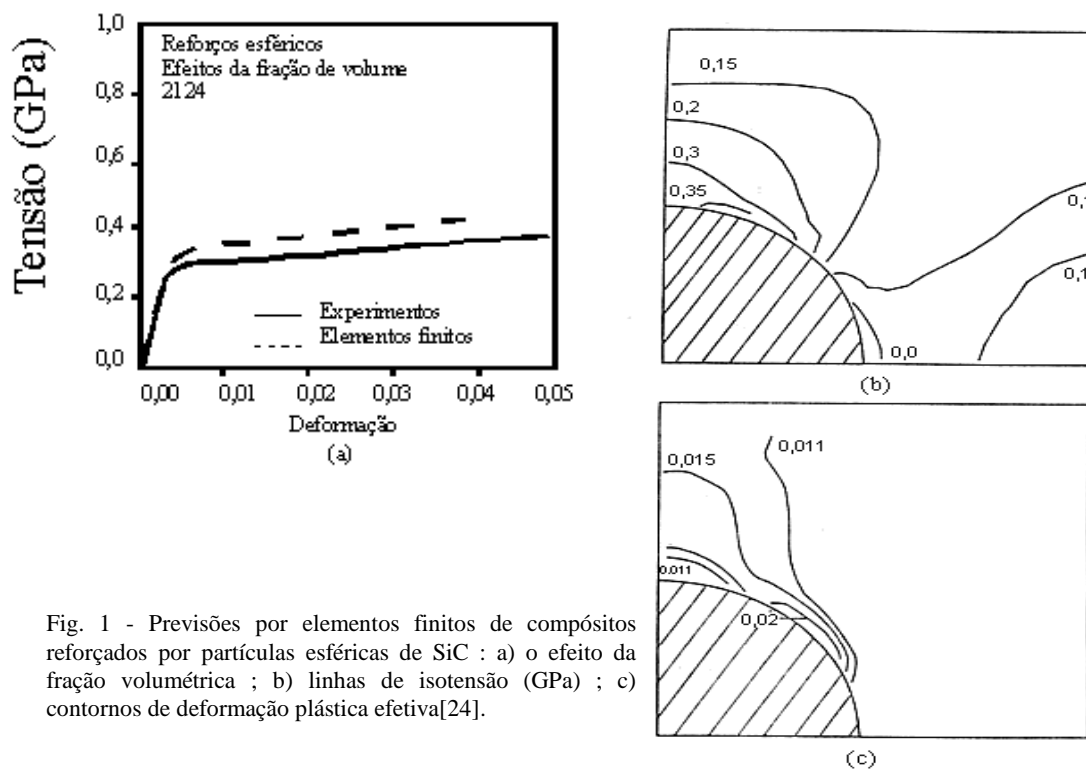 Tensão (GPa)
1,0
0,8
0,6
0,4
0,2
0,0
Reforços esféricos
Efeitos da fração de volume
2124
Experimentos
Elementos finitos
0,00 0,01 0,02 0,03 0,04 0,05
Deformação
(a)
0,15
0,2
0,3
0,35
0,0
(b)
0,015
0,011
0.011
0,02
(c)
Fig. 1 - Previsões por elementos finitos de compósitos
reforçados por partículas esféricas de SiC : a) o efeito da
fração volumétrica ; b) linhas de isotensão (GPa) ; c)
contornos de deformação plástica efetiva[24].